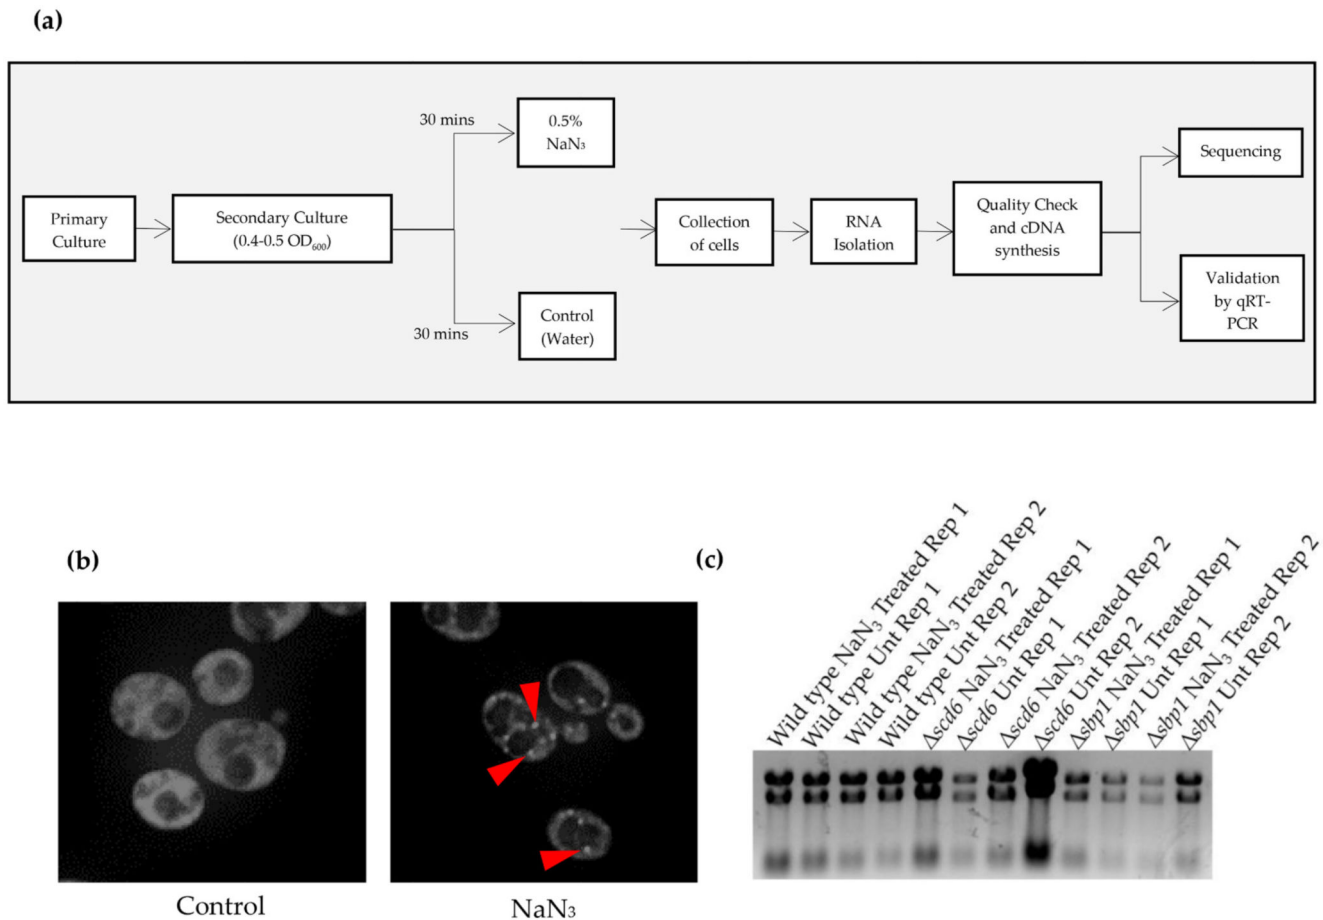 (a)
30 mins
0.5%
NaN₃
Sequencing
Primary
Culture
Secondary Culture
(0.4-0.5 OD₆₀₀)
Collection
of cells
RNA
Isolation
Quality Check
and cDNA
synthesis
30 mins
Control
(Water)
Validation
by qRT-
PCR
(b)
Control
NaN₃
(c)
Wild type NaN₃ Treated Rep 1
Wild type Unt Rep 1
Wild type NaN₃ Treated Rep 2
Wild type Unt Rep 2
Δscd6 NaN₃ Treated Rep 1
Δscd6 Unt Rep 1
Δscd6 NaN₃ Treated Rep 2
Δscd6 Unt Rep 2
Δsbp1 NaN₃ Treated Rep 1
Δsbp1 Unt Rep 1
Δsbp1 NaN₃ Treated Rep 2
Δsbp1 Unt Rep 2